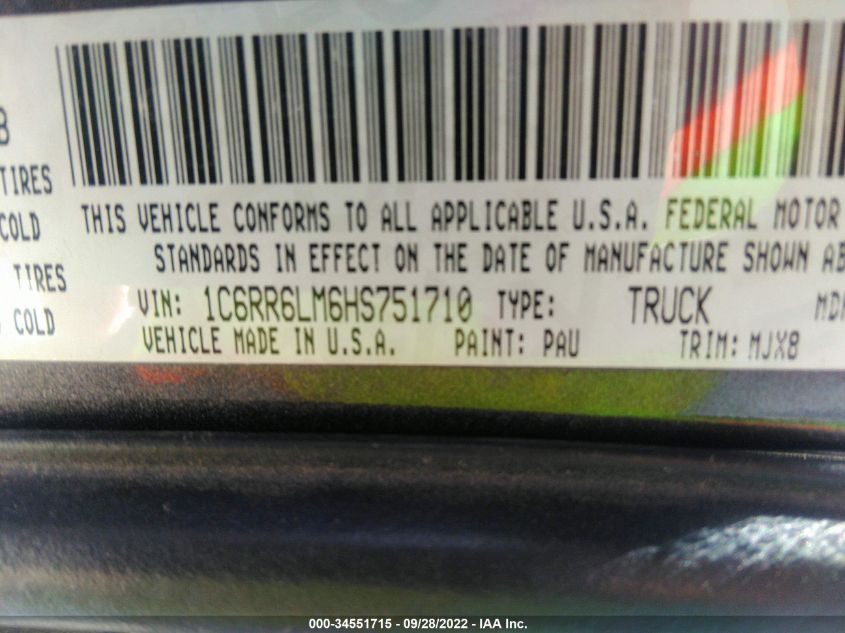 B
TIRES
COLD
THIS VEHICLE CONFORMS TO ALL APPLICABLE U.S.A. FEDERAL MOTOR
STANDARDS IN EFFECT ON THE DATE OF MANUFACTURE SHOWN AB
TIRES
COLD
VIN: 1C6RR6LM6HS751710 TYPE: TRUCK MD
VEHICLE MADE IN U.S.A. PAINT: PAU TRIM: MJX8
000-34551715 - 09/28/2022 - IAA Inc.